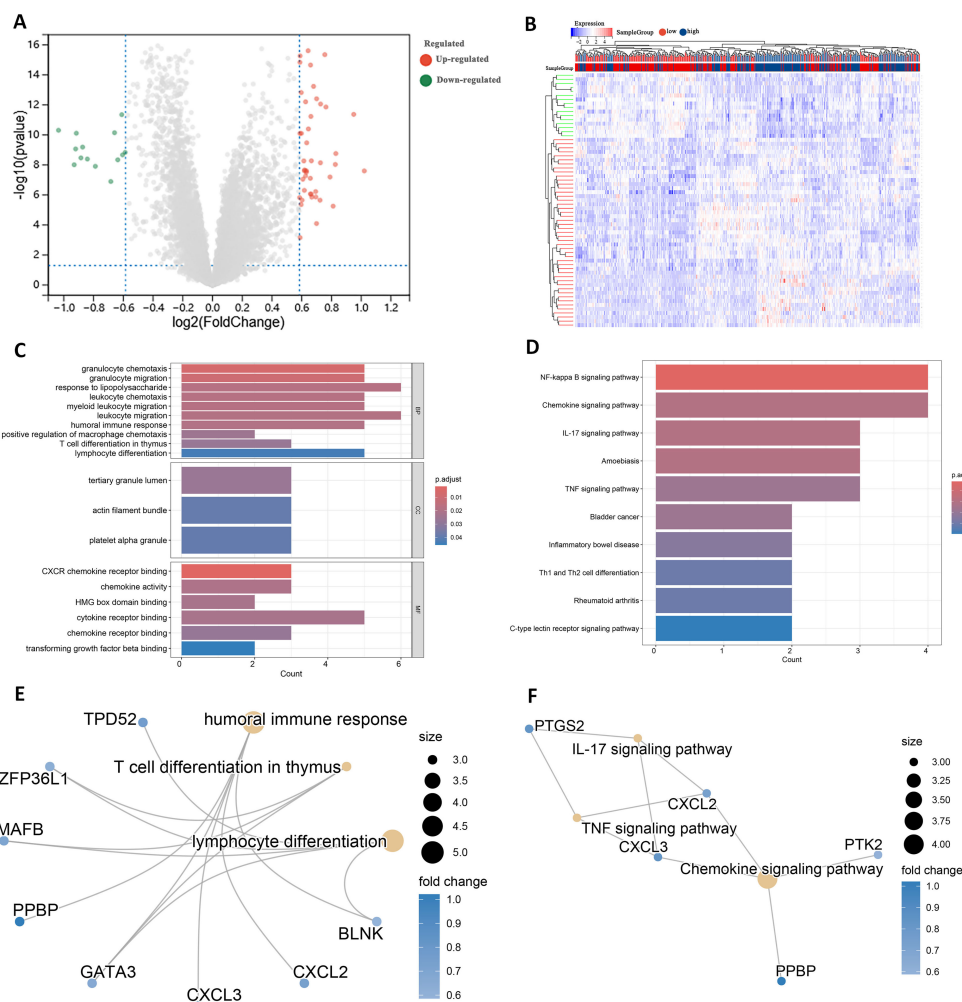 A
16
14
12
10
8
6
4
2
0
-log10(pvalue)
−1.0
−0.8
−0.6
−0.4
−0.2
0.0
0.2
0.4
0.6
0.8
1.0
1.2
log2(FoldChange)
Regulated
Up-regulated
Down-regulated
B
Expression
SampleGroup
low
high
SampleGroup
C
granulocyte chemotaxis
granulocyte migration
response to lipopolysaccharide
leukocyte chemotaxis
myeloid leukocyte migration
leukocyte migration
humoral immune response
positive regulation of macrophage chemotaxis
T cell differentiation in thymus
lymphocyte differentiation
BP
tertiary granule lumen
actin filament bundle
platelet alpha granule
CC
CXCR chemokine receptor binding
chemokine activity
HMG box domain binding
cytokine receptor binding
chemokine receptor binding
transforming growth factor beta binding
MF
0
2
4
6
Count
p.adjust
0.01
0.02
0.03
0.04
D
NF-kappa B signaling pathway
Chemokine signaling pathway
IL-17 signaling pathway
Amoebiasis
TNF signaling pathway
Bladder cancer
Inflammatory bowel disease
Th1 and Th2 cell differentiation
Rheumatoid arthritis
C-type lectin receptor signaling pathway
0
1
2
3
4
Count
p.a
E
TPD52
humoral immune response
T cell differentiation in thymus
ZFP36L1
MAFB
lymphocyte differentiation
PPBP
BLNK
GATA3
CXCL2
CXCL3
size
3.0
3.5
4.0
4.5
5.0
fold change
1.0
0.9
0.8
0.7
0.6
F
PTGS2
IL-17 signaling pathway
CXCL2
TNF signaling pathway
CXCL3
PTK2
Chemokine signaling pathway
PPBP
size
3.00
3.25
3.50
3.75
4.00
fold change
1.0
0.9
0.8
0.7
0.6